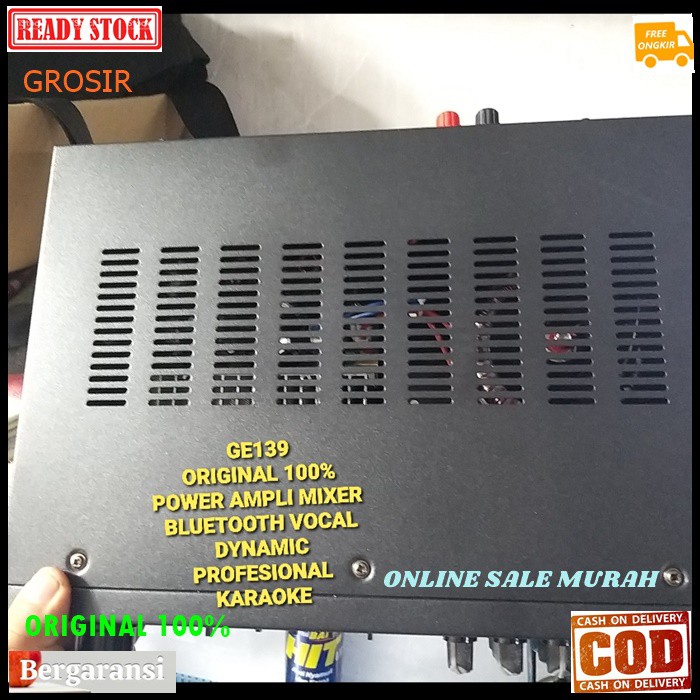 READY STOCK
FREE
ONGKIR
GROSIR
GE139
ORIGINAL 100%
POWER AMPLI MIXER
BLUETOOTH VOCAL
DYNAMIC
PROFESIONAL
KARAOKE
ONLINE SALE MURAH
ORIGINAL 100%
Bergaransi
HIT
CASH ON DELIVERY
COD
CASH ON DELIVERY